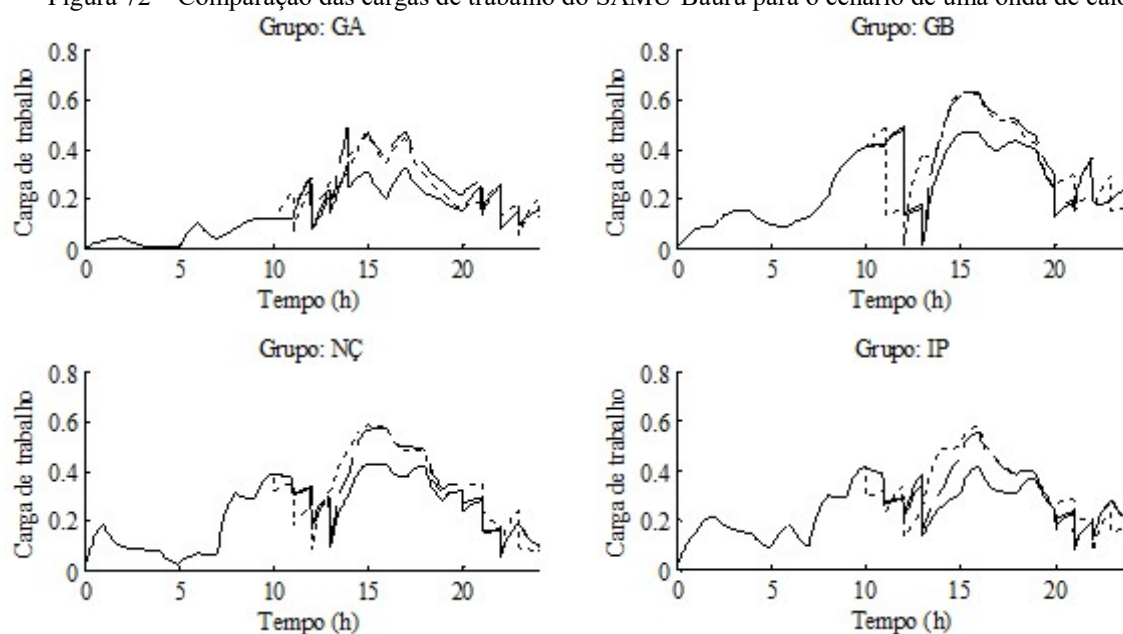 Figura 72 – Comparação das cargas de trabalho do SAMU-Bauru para o cenário de uma onda de calo
Grupo: GA
0.8
0.6
0.4
0.2
0
Carga de trabalho
0 5 10 15 20
Tempo (h)
Grupo: GB
0.8
0.6
0.4
0.2
0
Carga de trabalho
0 5 10 15 20
Tempo (h)
Grupo: NÇ
0.8
0.6
0.4
0.2
0
Carga de trabalho
0 5 10 15 20
Tempo (h)
Grupo: IP
0.8
0.6
0.4
0.2
0
Carga de trabalho
0 5 10 15 20
Tempo (h)